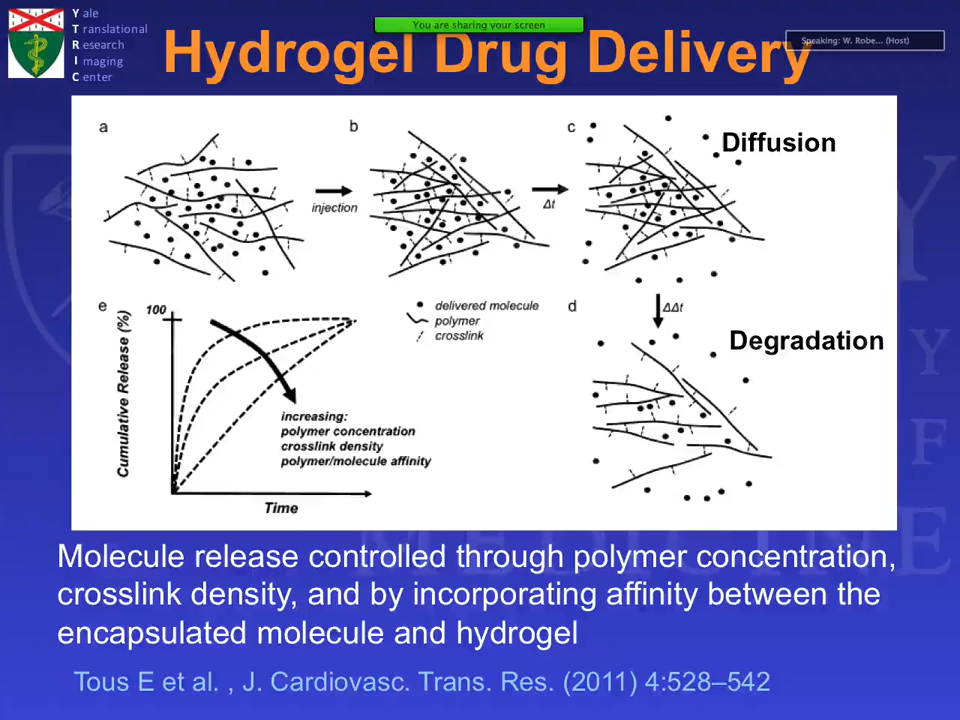 Y ale
T ranslational
R esearch
I maging
C enter
You are sharing your screen
Speaking: W. Robe... (Host)
Hydrogel Drug Delivery
a
b
c
Diffusion
injection
Δt
e
100
Cumulative Release (%)
increasing:
polymer concentration
crosslink density
polymer/molecule affinity
Time
delivered molecule
polymer
crosslink
d
ΔΔt
Degradation
Molecule release controlled through polymer concentration,
crosslink density, and by incorporating affinity between the
encapsulated molecule and hydrogel
Tous E et al. , J. Cardiovasc. Trans. Res. (2011) 4:528–542